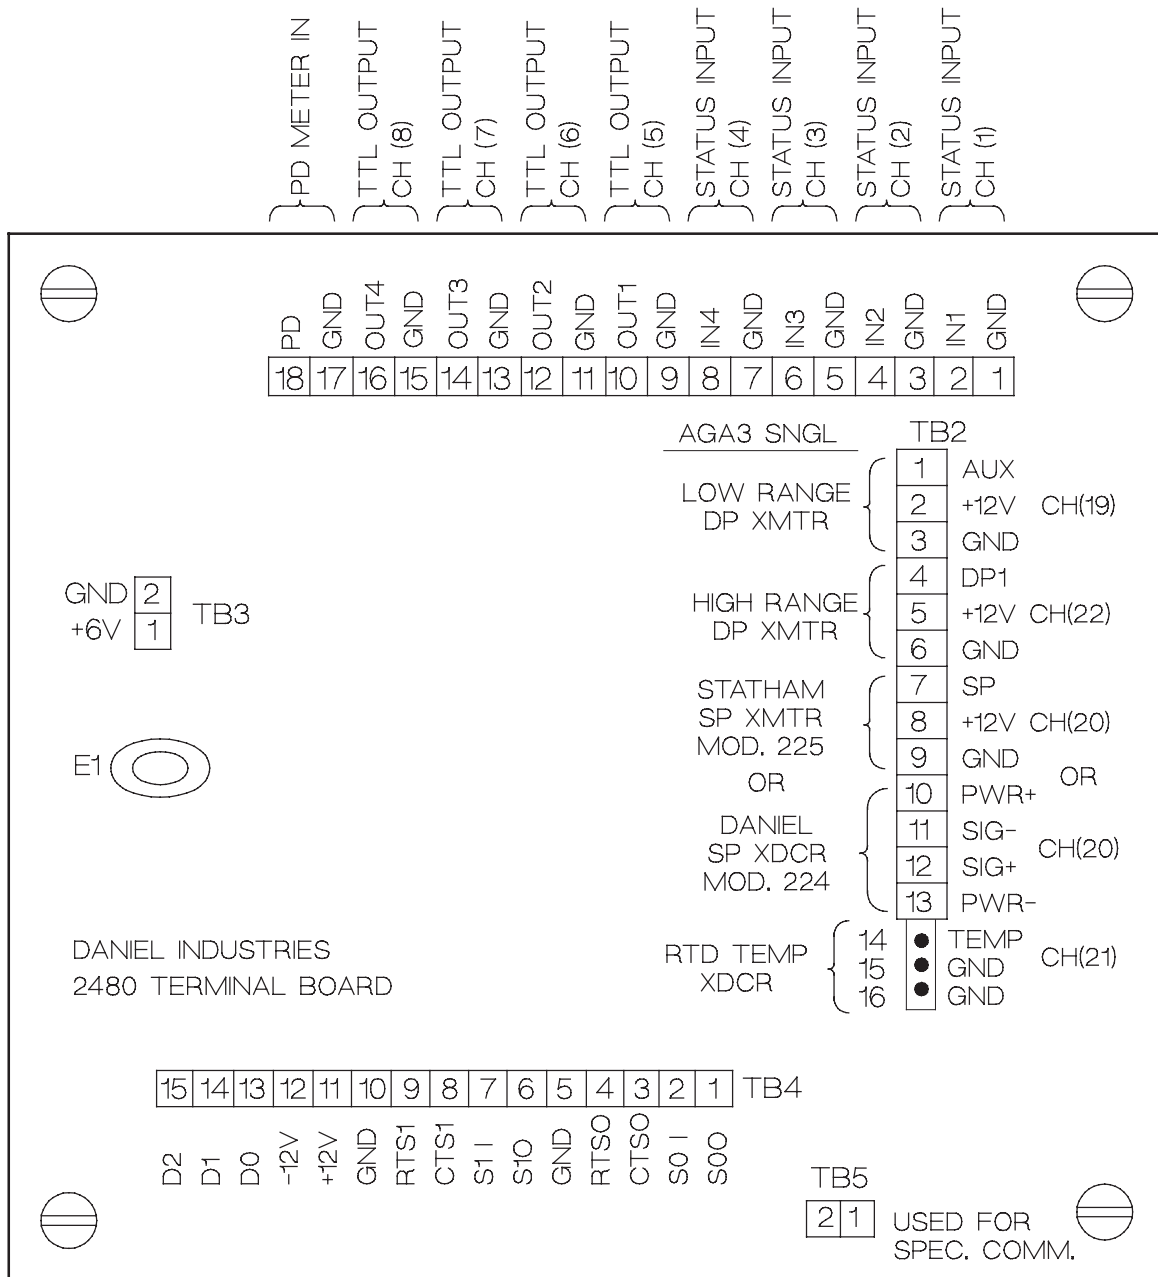 PD METER IN
TTL OUTPUT
CH (8)
TTL OUTPUT
CH (7)
TTL OUTPUT
CH (6)
TTL OUTPUT
CH (5)
STATUS INPUT
CH (4)
STATUS INPUT
CH (3)
STATUS INPUT
CH (2)
STATUS INPUT
CH (1)
PD
GND
OUT4
GND
OUT3
GND
OUT2
GND
OUT1
GND
IN4
GND
IN3
GND
IN2
GND
IN1
GND
18 17 16 15 14 13 12 11 10 9 8 7 6 5 4 3 2 1
AGA3 SNGL
TB2
LOW RANGE
DP XMTR
1 AUX
2 +12V CH(19)
3 GND
HIGH RANGE
DP XMTR
4 DP1
5 +12V CH(22)
6 GND
STATHAM
SP XMTR
MOD. 225
7 SP
8 +12V CH(20)
9 GND
OR
OR
DANIEL
SP XDCR
MOD. 224
10 PWR+
11 SIG-
12 SIG+
CH(20)
13 PWR-
RTD TEMP
XDCR
14 TEMP
15 GND
16 GND
CH(21)
GND 2
+6V 1
TB3
E1
DANIEL INDUSTRIES
2480 TERMINAL BOARD
15 14 13 12 11 10 9 8 7 6 5 4 3 2 1 TB4
D2
D1
D0
-12V
+12V
GND
RTS1
CTS1
S1 I
S1O
GND
RTSO
CTSO
SO I
SOO
TB5
2 1
USED FOR
SPEC. COMM.